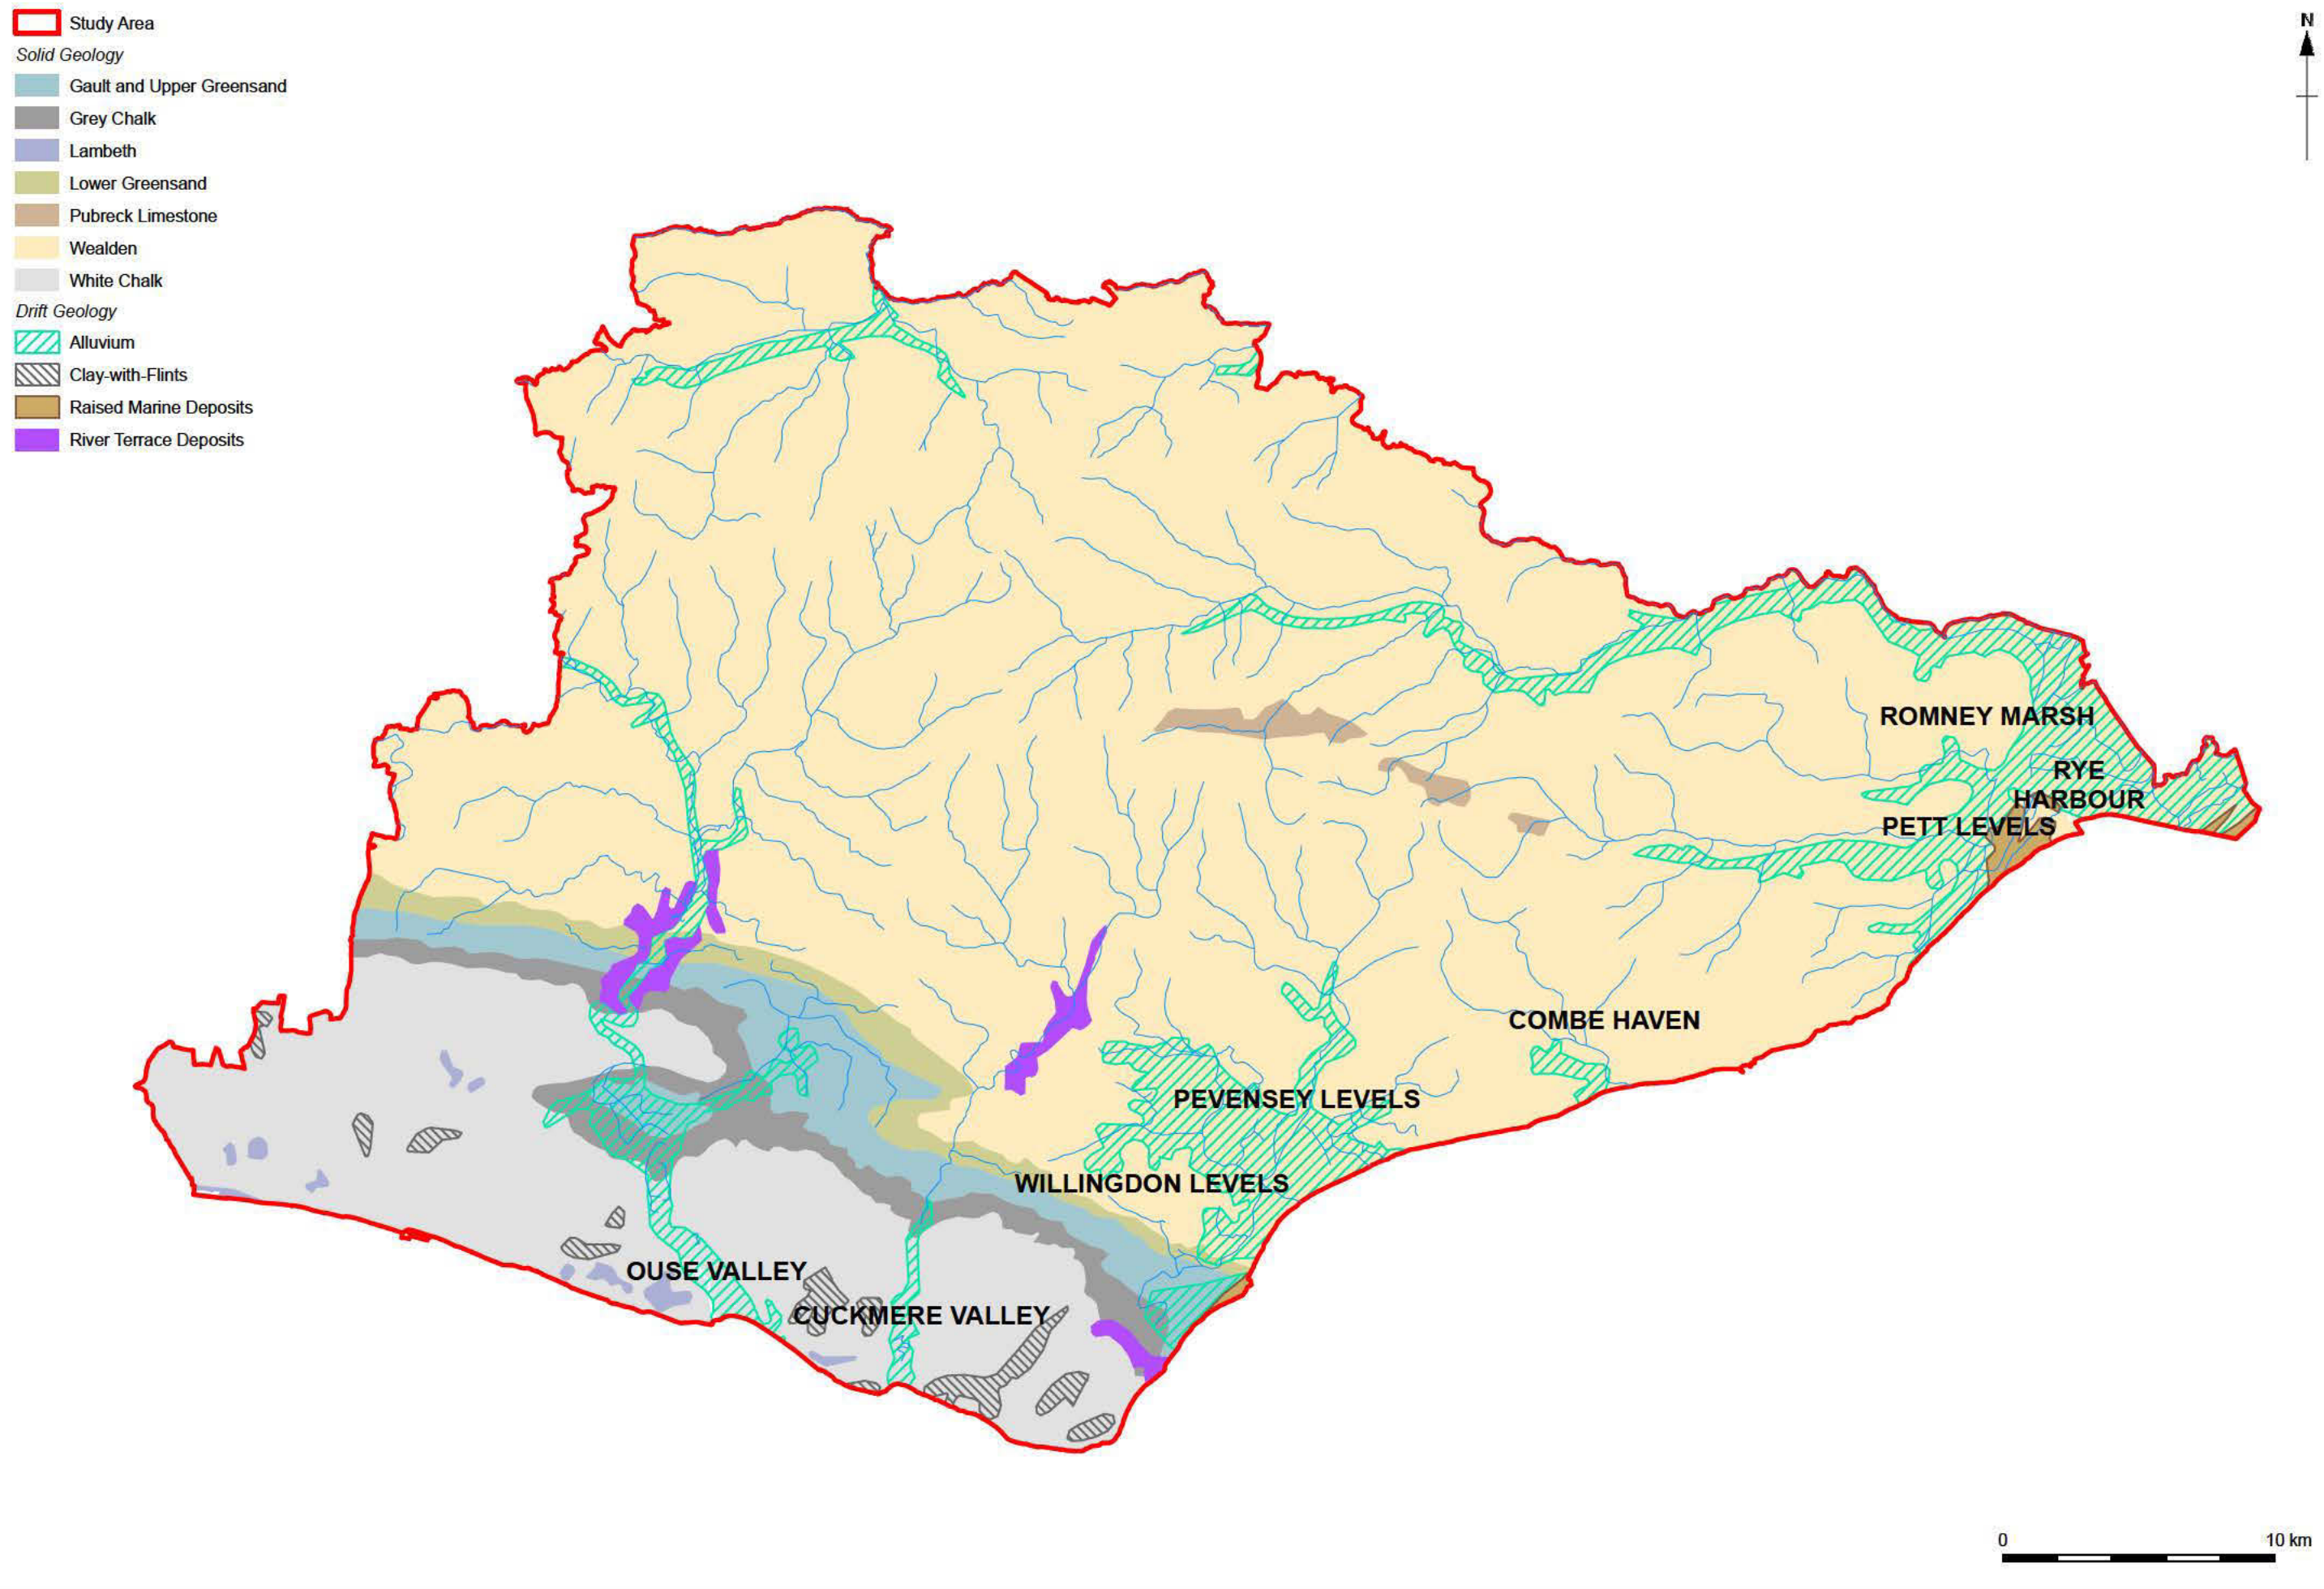 Study Area
Solid Geology
Gault and Upper Greensand
Grey Chalk
Lambeth
Lower Greensand
Pubreck Limestone
Wealden
White Chalk
Drift Geology
Alluvium
Clay-with-Flints
Raised Marine Deposits
River Terrace Deposits
N
ROMNEY MARSH
RYE
HARBOUR
PETT LEVELS
COMBE HAVEN
PEVENSEY LEVELS
WILLINGDON LEVELS
OUSE VALLEY
CUCKMERE VALLEY
0 10 km